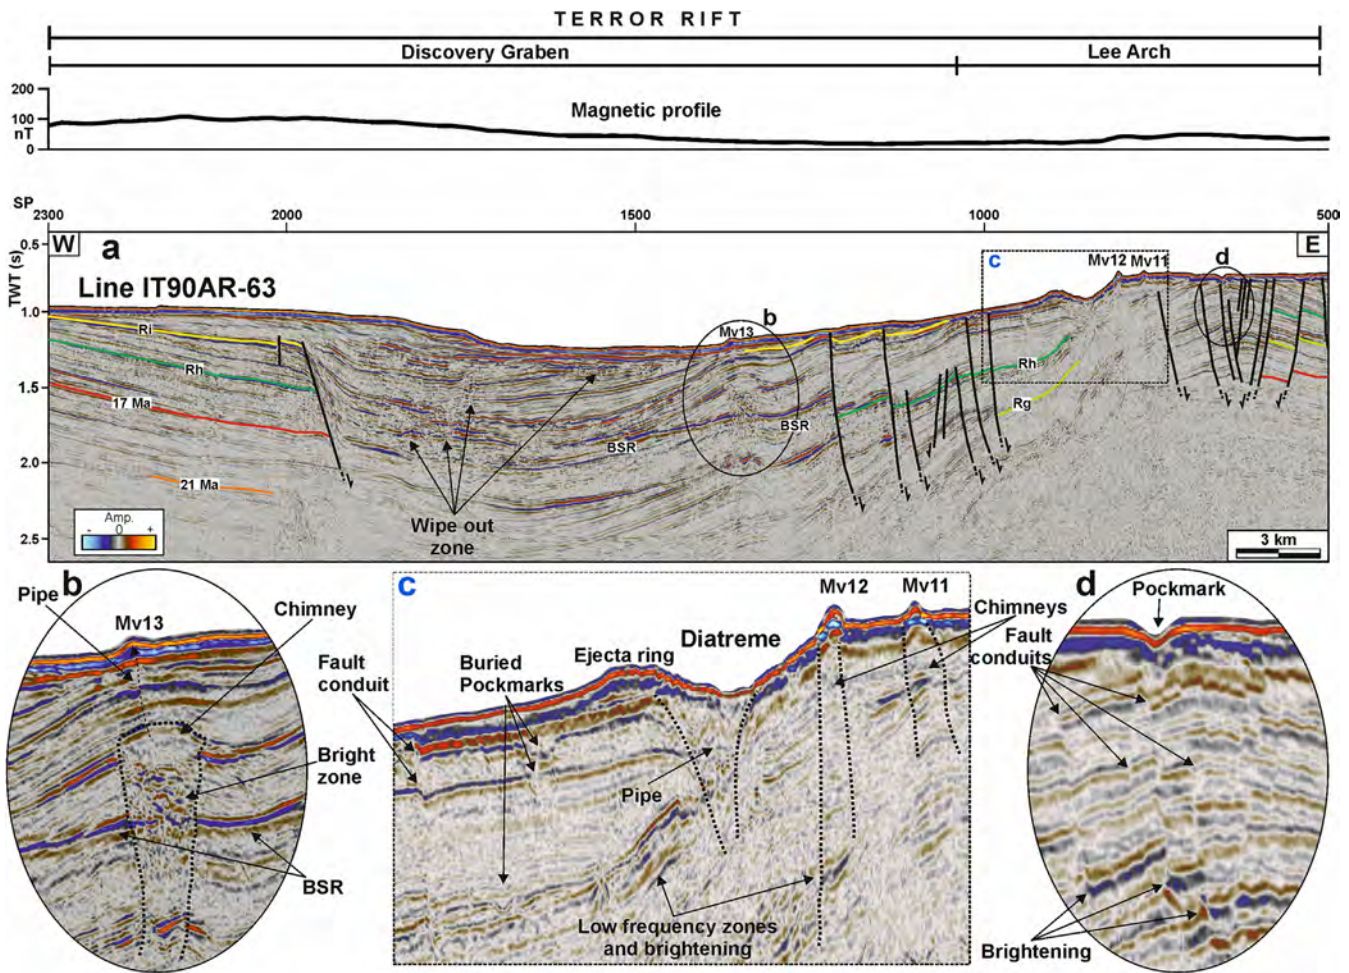 TERROR RIFT
Discovery Graben
Lee Arch
200
100
nT
0
Magnetic profile
SP
2300
2000
1500
1000
500
TWT (s)
0.5
1.0
1.5
2.0
2.5
W
a
E
Line IT90AR-63
c
Mv12
Mv11
d
Mv13
b
Ri
Rh
17 Ma
21 Ma
BSR
BSR
Rh
Rg
Wipe out
zone
Amp.
- 0 +
3 km
b
Pipe
Mv13
Chimney
Bright
zone
BSR
c
Mv12
Mv11
Chimneys
Diatreme
Ejecta ring
Fault
conduit
Buried
Pockmarks
Pipe
Low frequency zones
and brightening
d
Pockmark
Fault
conduits
Brightening